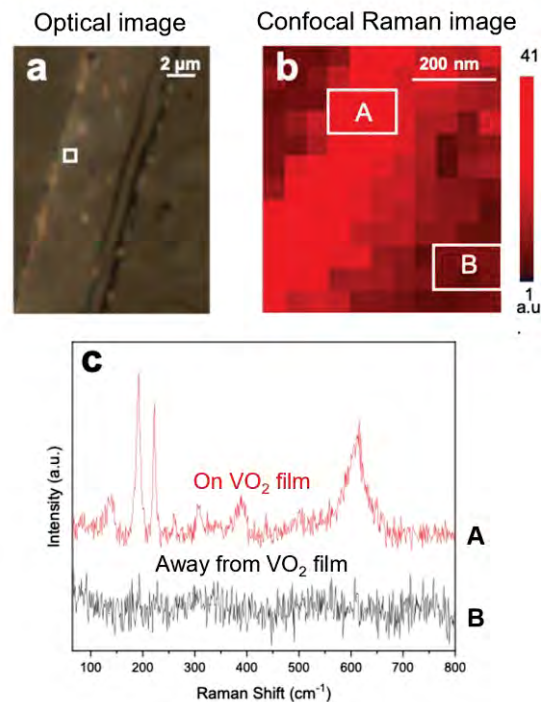 Optical image
Confocal Raman image
a
2 µm
b
200 nm
41
A
B
1
a.u
.
c
On VO₂ film
A
Away from VO₂ film
B
Intensity (a.u.)
100 200 300 400 500 600 700 800
Raman Shift (cm⁻¹)